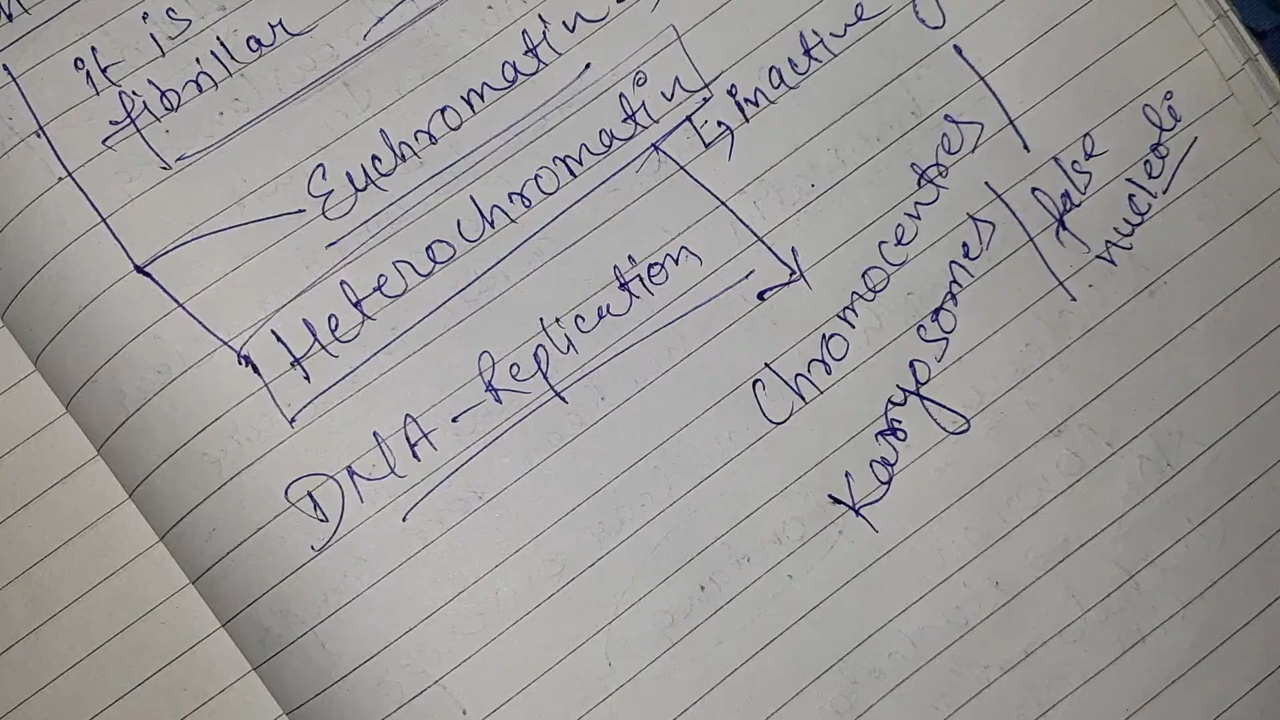 it is
fibrillar
Euchromatin
Heterochromatin
↳ inactive
DNA-Replication
Chromocentres /
Karyosomes / false
nucleoli